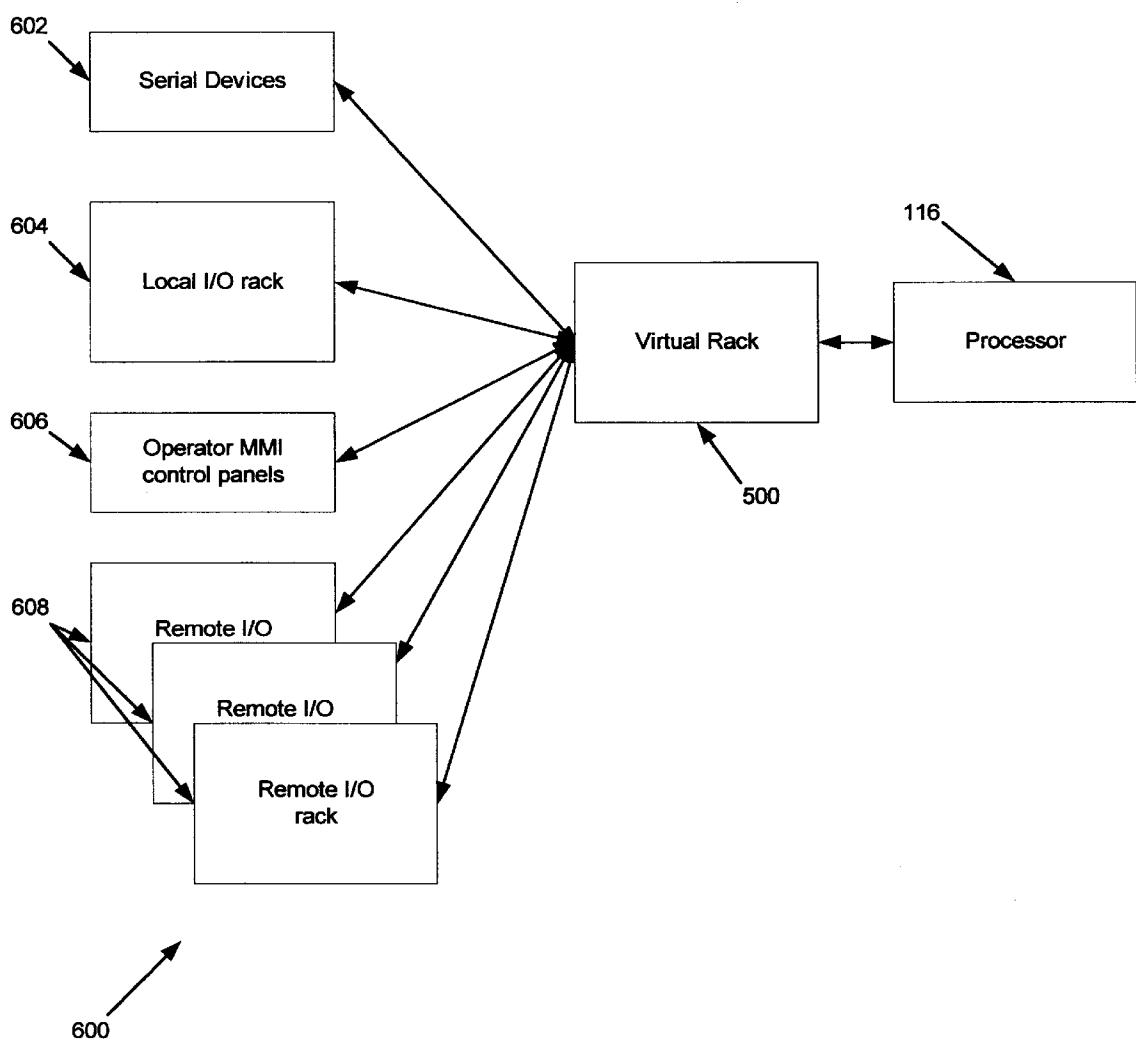 602
Serial Devices
604
Local I/O rack
116
Virtual Rack
Processor
606
Operator MMI
control panels
500
608
Remote I/O
Remote I/O
Remote I/O
rack
600